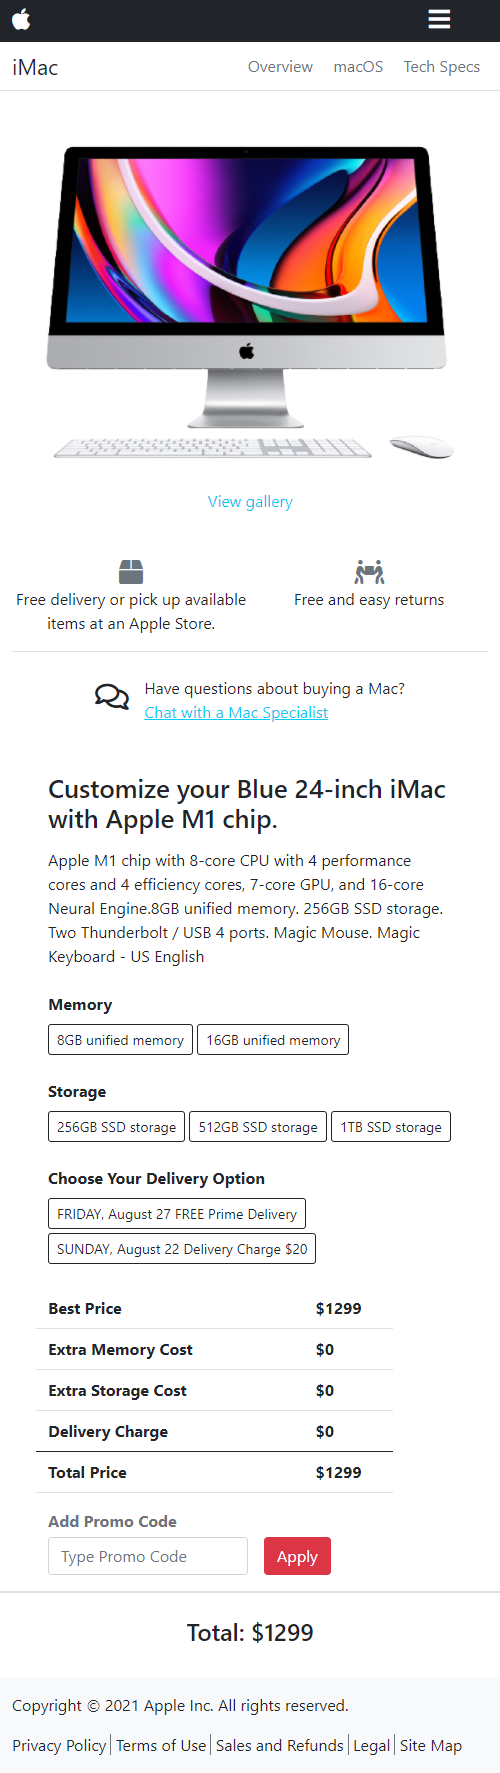 iMac
Overview macOS Tech Specs
View gallery
Free delivery or pick up available
items at an Apple Store.
Free and easy returns
Have questions about buying a Mac?
Chat with a Mac Specialist
Customize your Blue 24-inch iMac
with Apple M1 chip.
Apple M1 chip with 8-core CPU with 4 performance
cores and 4 efficiency cores, 7-core GPU, and 16-core
Neural Engine.8GB unified memory. 256GB SSD storage.
Two Thunderbolt / USB 4 ports. Magic Mouse. Magic
Keyboard - US English
Memory
8GB unified memory 16GB unified memory
Storage
256GB SSD storage 512GB SSD storage 1TB SSD storage
Choose Your Delivery Option
FRIDAY, August 27 FREE Prime Delivery
SUNDAY, August 22 Delivery Charge $20
Best Price $1299
Extra Memory Cost $0
Extra Storage Cost $0
Delivery Charge $0
Total Price $1299
Add Promo Code
Type Promo Code Apply
Total: $1299
Copyright © 2021 Apple Inc. All rights reserved.
Privacy Policy | Terms of Use | Sales and Refunds | Legal | Site Map